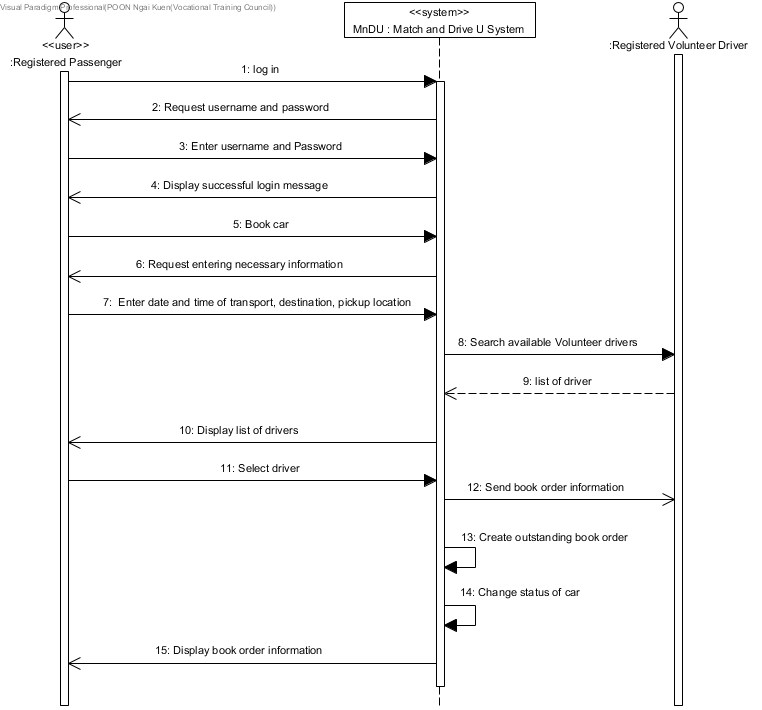 Visual Paradigm Professional(POON Ngai Kuen(Vocational Training Council))
<<user>>
:Registered Passenger
<<system>>
MnDU : Match and Drive U System
:Registered Volunteer Driver
1: log in
2: Request username and password
3: Enter username and Password
4: Display successful login message
5: Book car
6: Request entering necessary information
7: Enter date and time of transport, destination, pickup location
8: Search available Volunteer drivers
9: list of driver
10: Display list of drivers
11: Select driver
12: Send book order information
13: Create outstanding book order
14: Change status of car
15: Display book order information